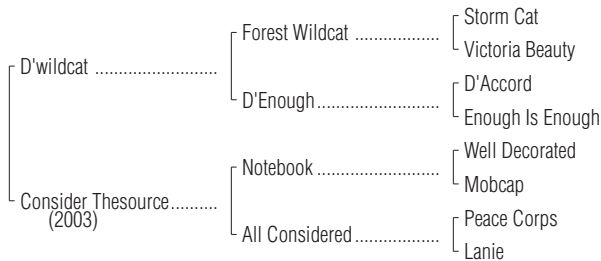 Storm Cat
Forest Wildcat ..................
Victoria Beauty
D'wildcat ..........................
D'Accord
D'Enough..........................
Enough Is Enough
Well Decorated
Notebook ..........................
Mobcap
Consider Thesource..........
(2003)
Peace Corps
All Considered..................
Lanie